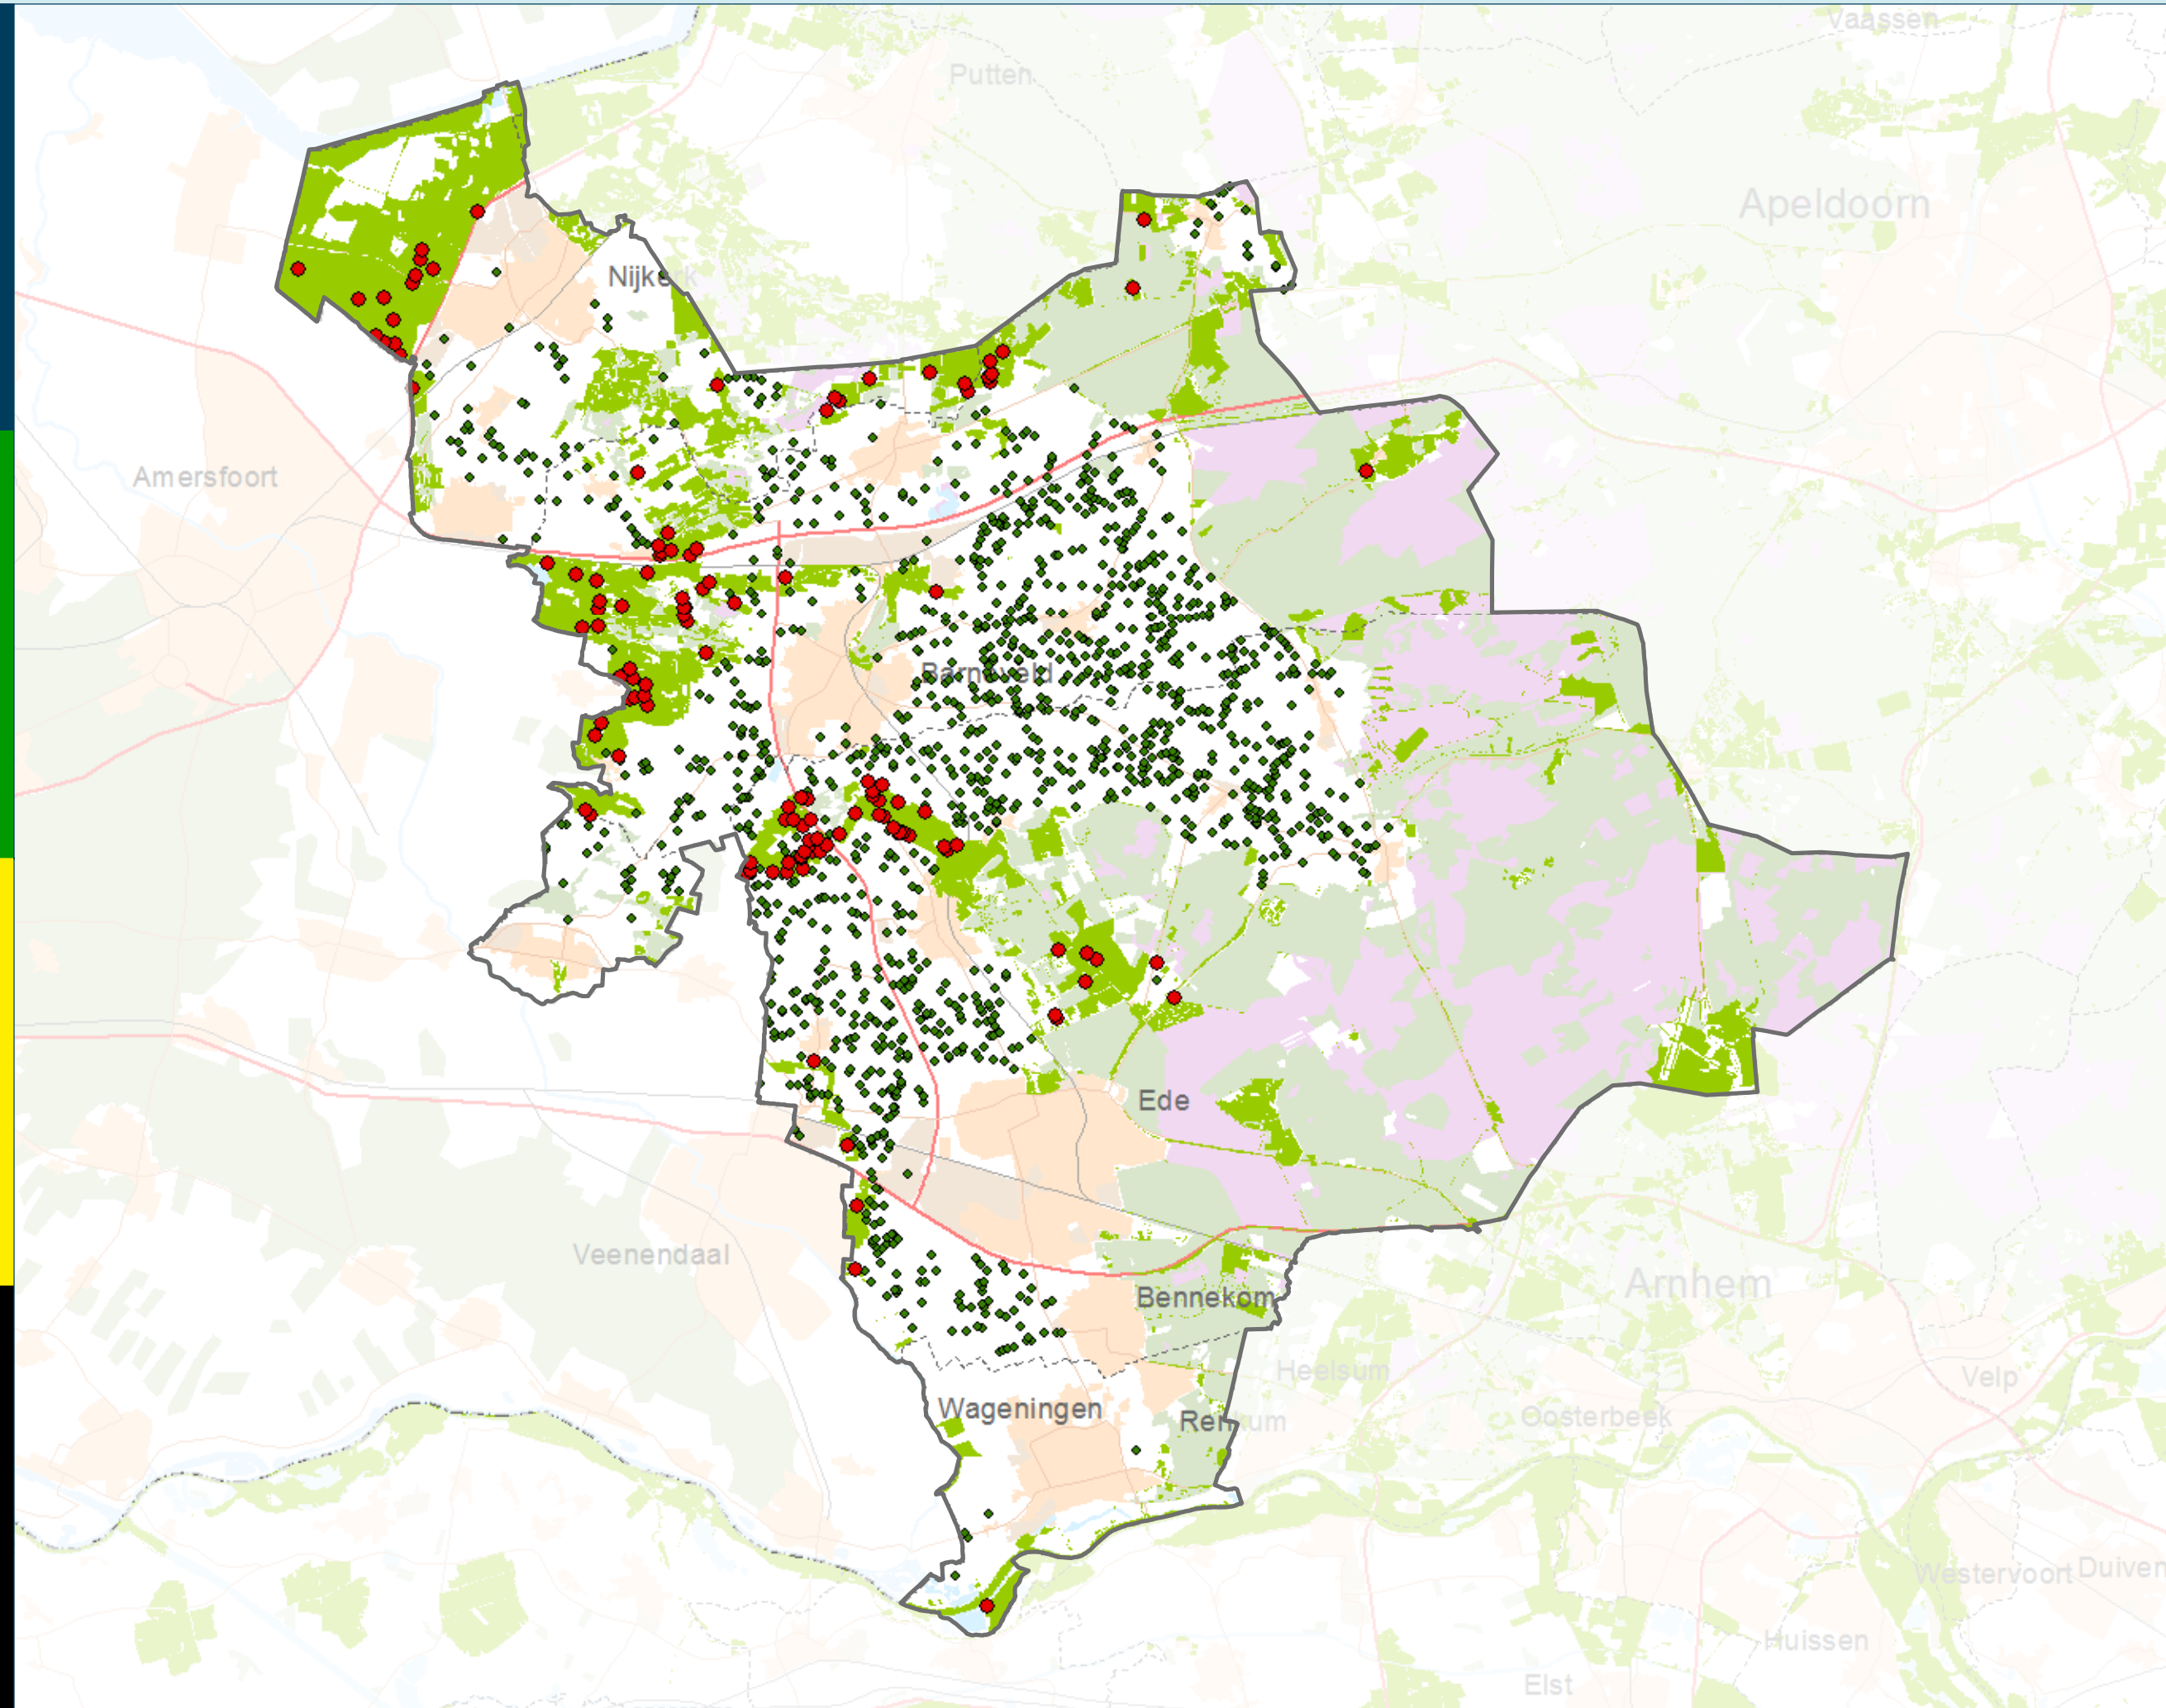 Vaassen
Putten
Apeldoorn
Nijkerk
Amersfoort
Barneveld
Ede
Veenendaal
Arnhem
Bennekom
Heelsum
Velp
Wageningen
Renkum
Oosterbeek
Westervoort
Duiven
Huissen
Elst